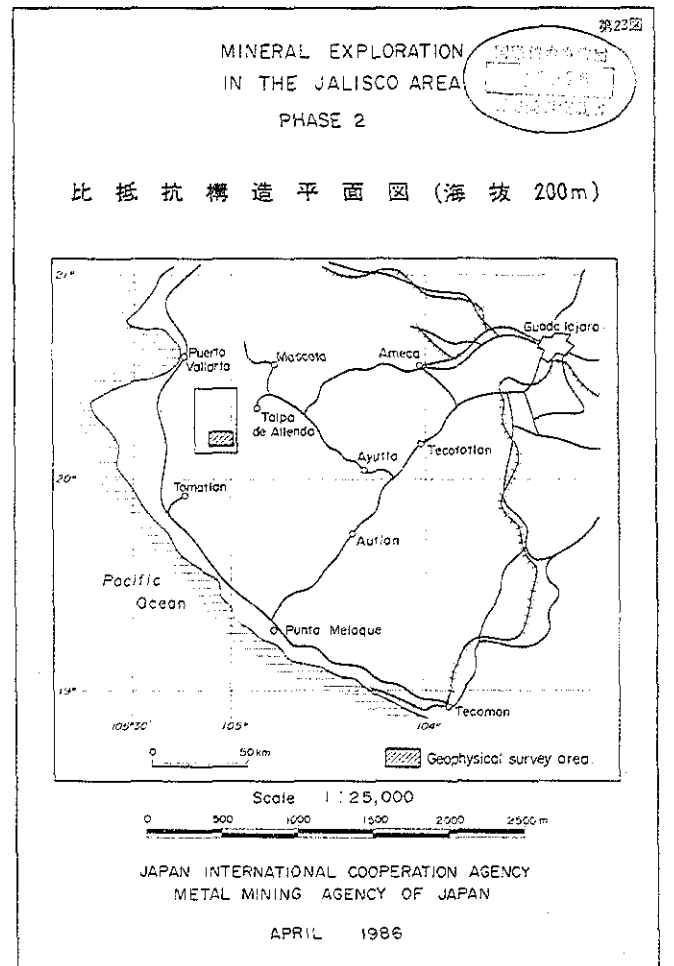 第23図
MINERAL EXPLORATION
IN THE JALISCO AREA
PHASE 2
比抵抗構造平面図(海抜 200m)
21°
Guadalajara
Puerto
Vallarta
Mascota
Ameca
Talpa
de Allende
Ayutla
Tecolotlan
20°
Tomatlan
Autlan
Pacific
Ocean
Punta Melaque
19°
Tecoman
105°30'
105°
104°
0
50km
Geophysical survey area
Scale 1:25,000
0 500 1000 1500 2000 2500m
JAPAN INTERNATIONAL COOPERATION AGENCY
METAL MINING AGENCY OF JAPAN
APRIL 1986